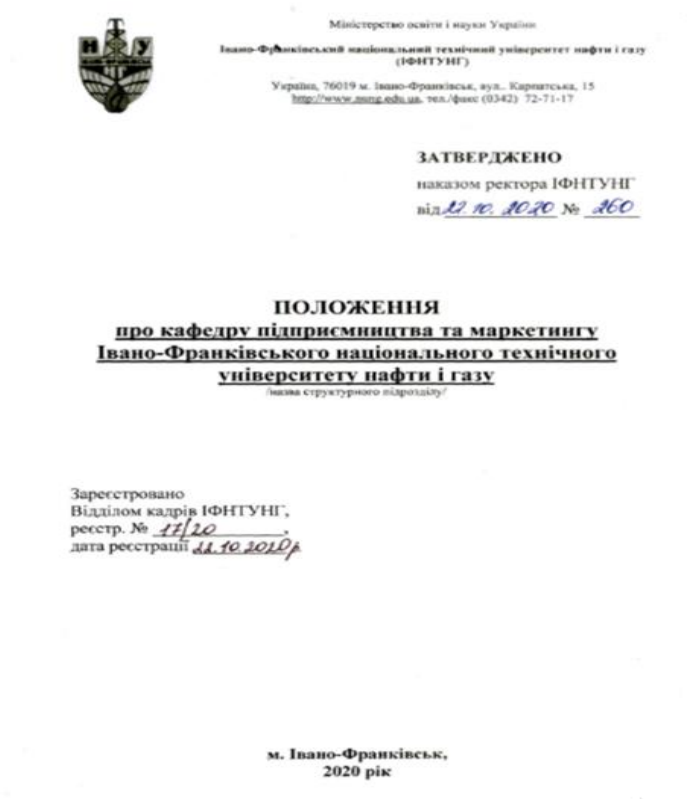 Міністерство освіти і науки України
Івано-Франківський національний технічний університет нафти і газу
(ІФНТУНГ)
Україна, 76019 м. Івано-Франківськ, вул.. Карпатська, 15
http://www.nung.edu.ua, тел./факс (0342) 72-71-17
Н У
ЗАТВЕРДЖЕНО
наказом ректора ІФНТУНГ
від 22. 10. 2020 № 260
ПОЛОЖЕННЯ
про кафедру підприємництва та маркетингу
Івано-Франківського національного технічного
університету нафти і газу
/назва структурного підрозділу/
Зареєстровано
Відділом кадрів ІФНТУНГ,
реєстр. № 17/20,
дата реєстрації 22.10.2020р
м. Івано-Франківськ,
2020 рік